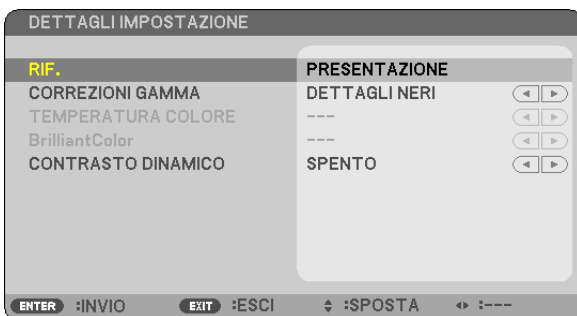 DETTAGLI IMPOSTAZIONE
RIF. PRESENTAZIONE
CORREZIONI GAMMA DETTAGLI NERI
TEMPERATURA COLORE ---
BrilliantColor ---
CONTRASTO DINAMICO SPENTO
ENTER :INVIO EXIT :ESCI :SPOSTA :---